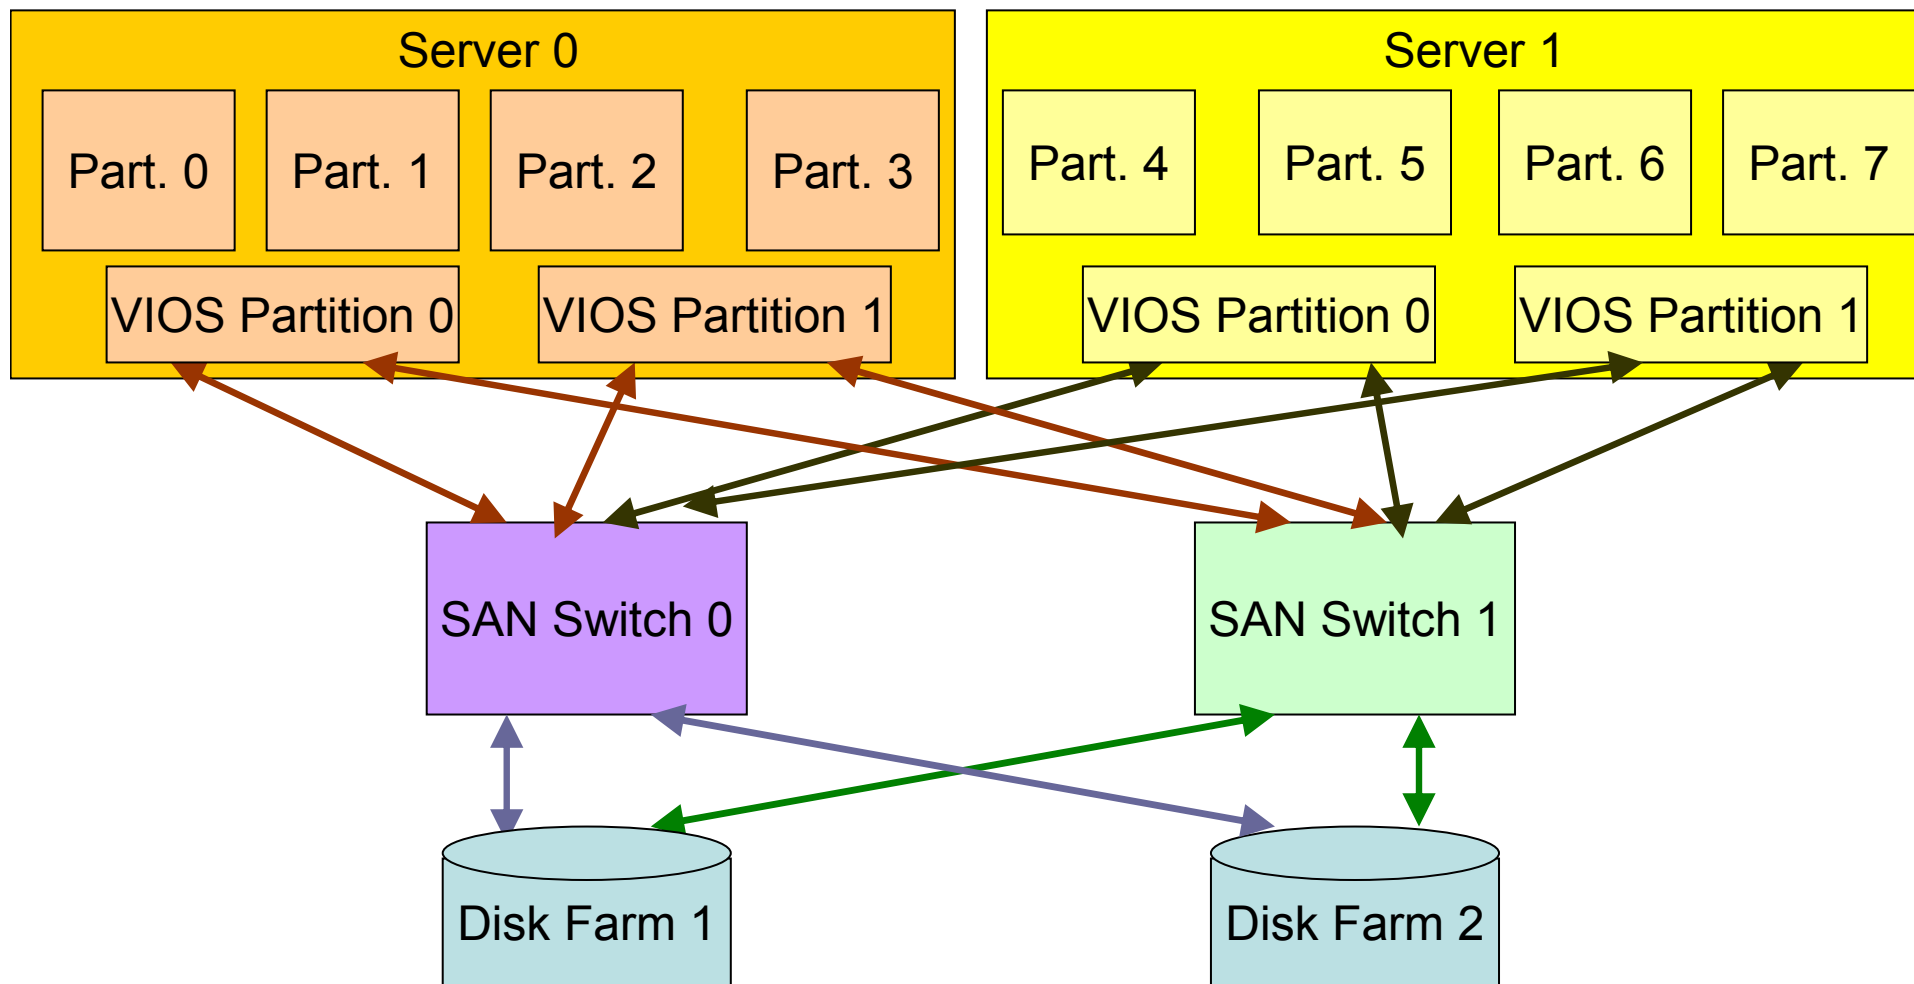 Server 0
Server 1
Part. 0
Part. 1
Part. 2
Part. 3
Part. 4
Part. 5
Part. 6
Part. 7
VIOS Partition 0
VIOS Partition 1
VIOS Partition 0
VIOS Partition 1
SAN Switch 0
SAN Switch 1
Disk Farm 1
Disk Farm 2